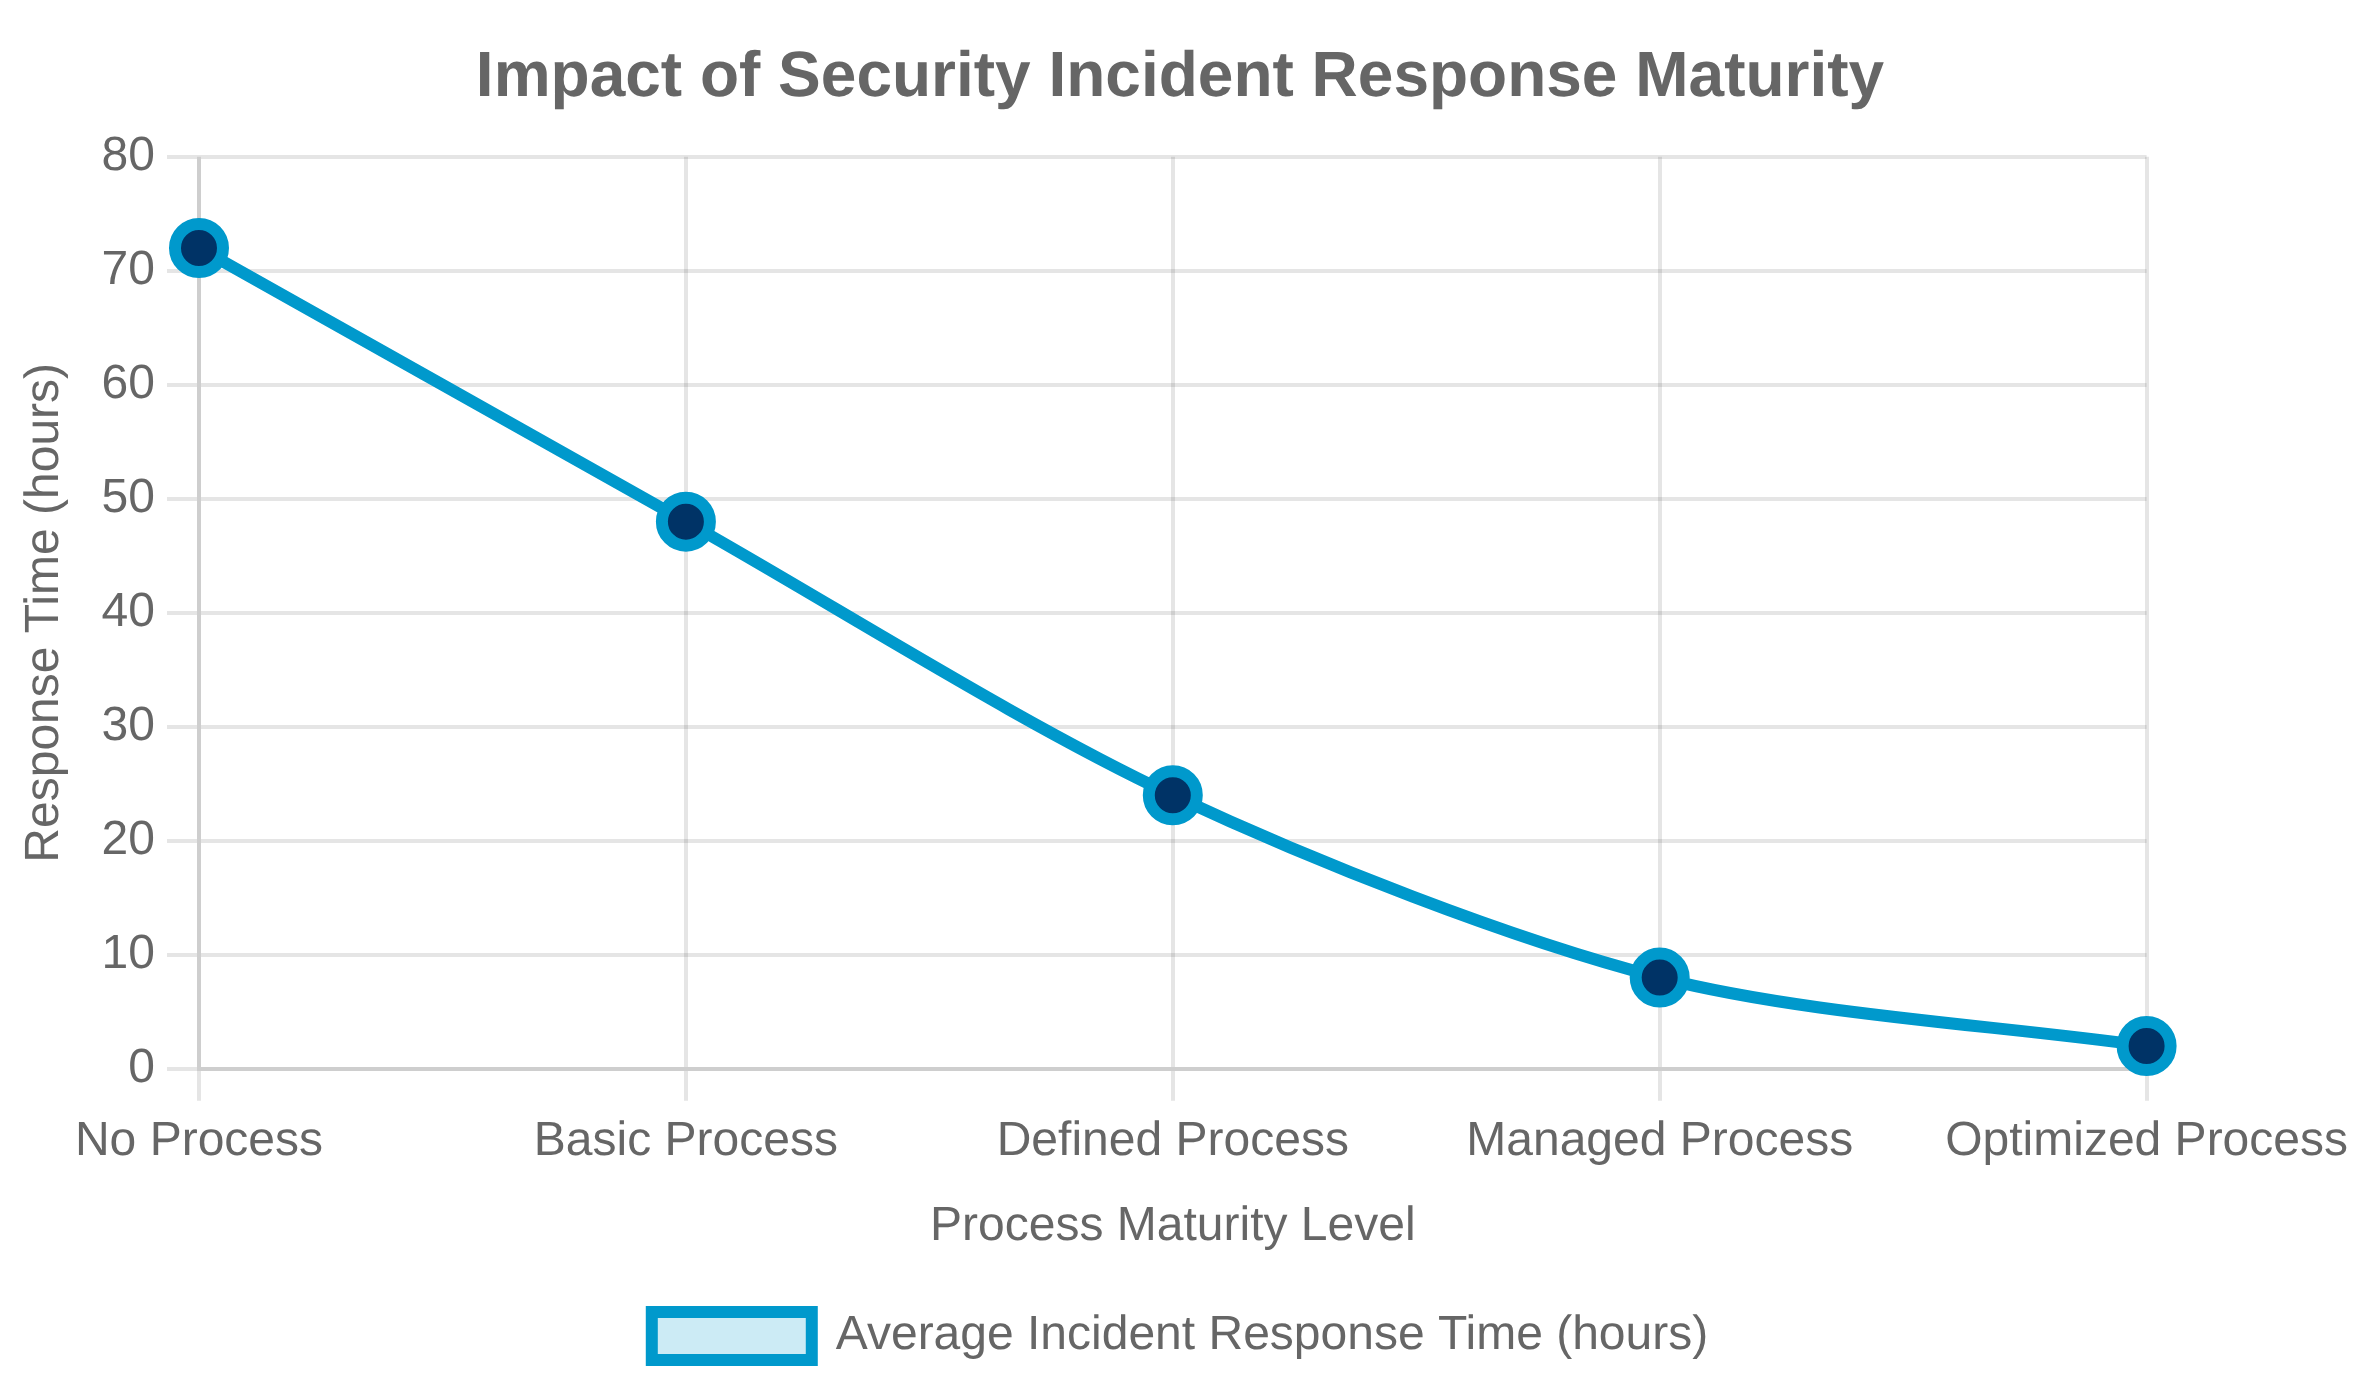 Impact of Security Incident Response Maturity
80
70
60
50
40
30
20
10
0
Response Time (hours)
No Process
Basic Process
Defined Process
Managed Process
Optimized Process
Process Maturity Level
Average Incident Response Time (hours)